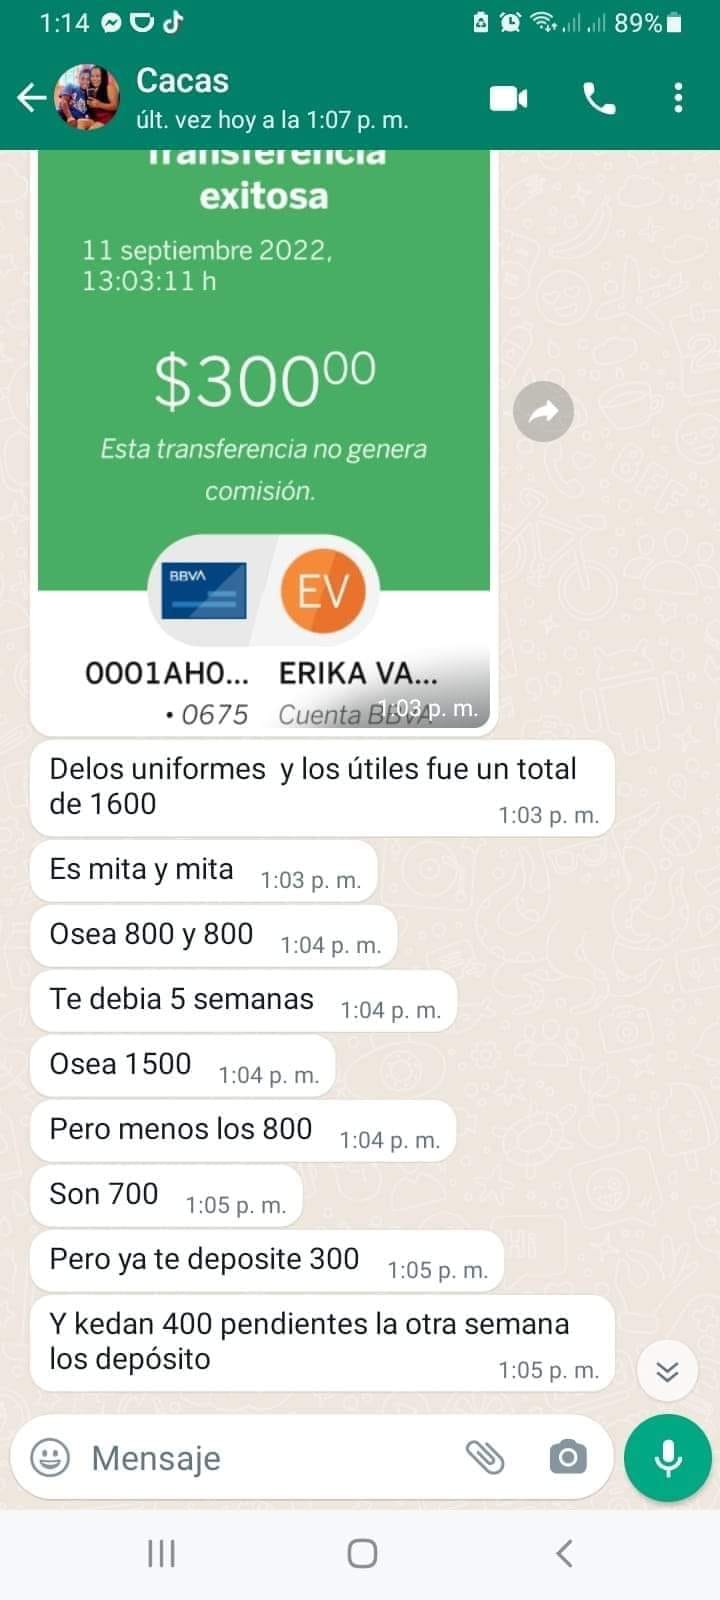 1:14 89%
Cacas
últ. vez hoy a la 1:07 p. m.
Transferencia
exitosa
11 septiembre 2022,
13:03:11 h
$300⁰⁰
Esta transferencia no genera
comisión.
BBVA EV
0001AHO... ERIKA VA...
• 0675 Cuenta BBVA
1:03 p. m.
Delos uniformes y los útiles fue un total
de 1600
1:03 p. m.
Es mita y mita 1:03 p. m.
Osea 800 y 800 1:04 p. m.
Te debia 5 semanas 1:04 p. m.
Osea 1500 1:04 p. m.
Pero menos los 800 1:04 p. m.
Son 700 1:05 p. m.
Pero ya te deposite 300 1:05 p. m.
Y kedan 400 pendientes la otra semana
los depósito
1:05 p. m.
Mensaje